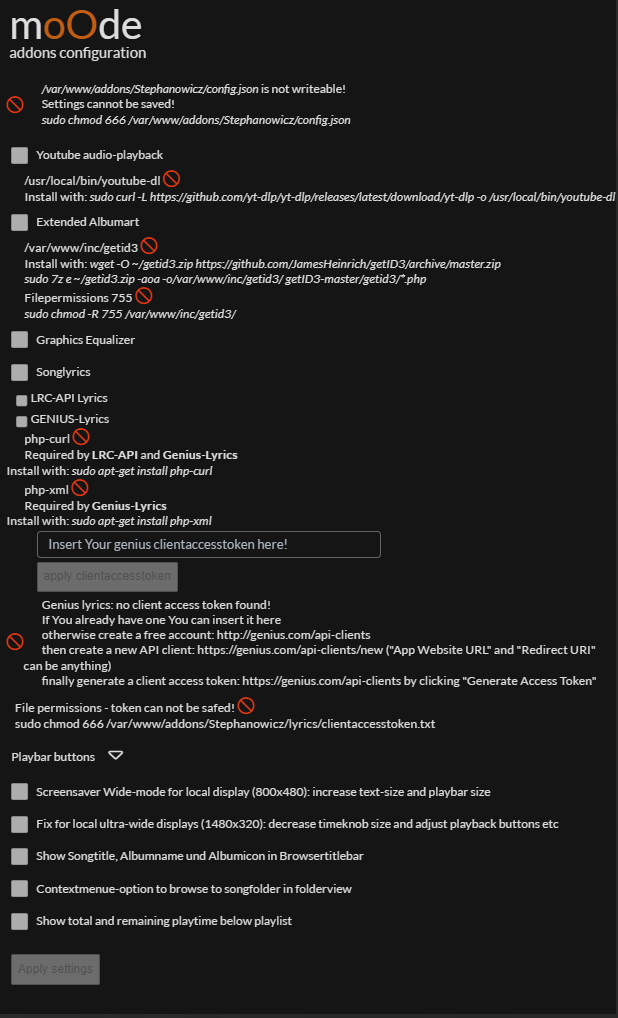 moOde
addons configuration
/var/www/addons/Stephanowicz/config.json is not writeable!
Settings cannot be saved!
sudo chmod 666 /var/www/addons/Stephanowicz/config.json
Youtube audio-playback
/usr/local/bin/youtube-dl
Install with: sudo curl -L https://github.com/yt-dlp/yt-dlp/releases/latest/download/yt-dlp -o /usr/local/bin/youtube-dl
Extended Albumart
/var/www/inc/getid3
Install with: wget -O ~/getid3.zip https://github.com/JamesHeinrich/getID3/archive/master.zip
sudo 7z e ~/getid3.zip -aoa -o/var/www/inc/getid3/ getID3-master/getid3/*.php
Filepermissions 755
sudo chmod -R 755 /var/www/inc/getid3/
Graphics Equalizer
Songlyrics
LRC-API Lyrics
GENIUS-Lyrics
php-curl
Required by LRC-API and Genius-Lyrics
Install with: sudo apt-get install php-curl
php-xml
Required by Genius-Lyrics
Install with: sudo apt-get install php-xml
Insert Your genius clientaccesstoken here!
apply clientaccesstoken
Genius lyrics: no client access token found!
If You already have one You can insert it here
otherwise create a free account: http://genius.com/api-clients
then create a new API client: https://genius.com/api-clients/new ("App Website URL" and "Redirect URI"
can be anything)
finally generate a client access token: https://genius.com/api-clients by clicking "Generate Access Token"
File permissions - token can not be safed!
sudo chmod 666 /var/www/addons/Stephanowicz/lyrics/clientaccesstoken.txt
Playbar buttons
Screensaver Wide-mode for local display (800x480): increase text-size and playbar size
Fix for local ultra-wide displays (1480x320): decrease timeknob size and adjust playback buttons etc
Show Songtitle, Albumname und Albumicon in Browsertitlebar
Contextmenue-option to browse to songfolder in folderview
Show total and remaining playtime below playlist
Apply settings